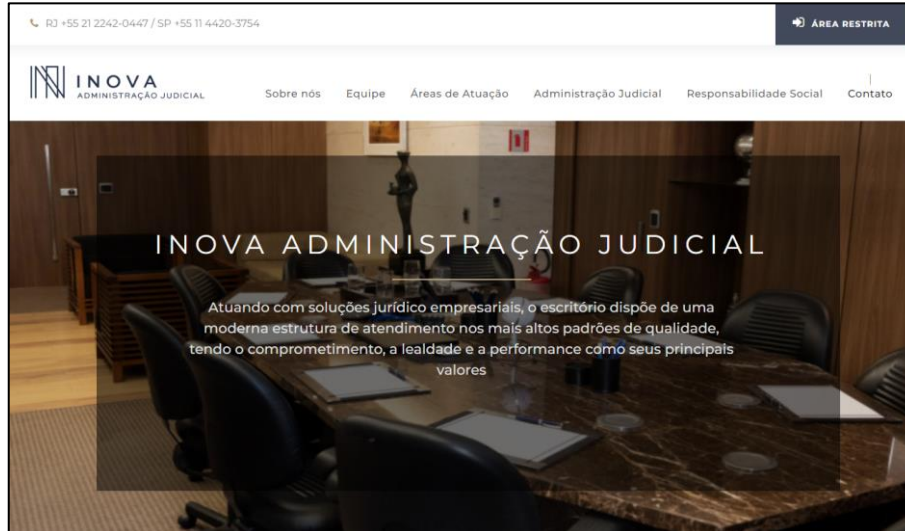 RJ +55 21 2242-0447 / SP +55 11 4420-3754
ÁREA RESTRITA
INOVA
ADMINISTRAÇÃO JUDICIAL
Sobre nós Equipe Áreas de Atuação Administração Judicial Responsabilidade Social Contato
INOVA ADMINISTRAÇÃO JUDICIAL
Atuando com soluções jurídico empresariais, o escritório dispõe de uma
moderna estrutura de atendimento nos mais altos padrões de qualidade,
tendo o comprometimento, a lealdade e a performance como seus principais
valores